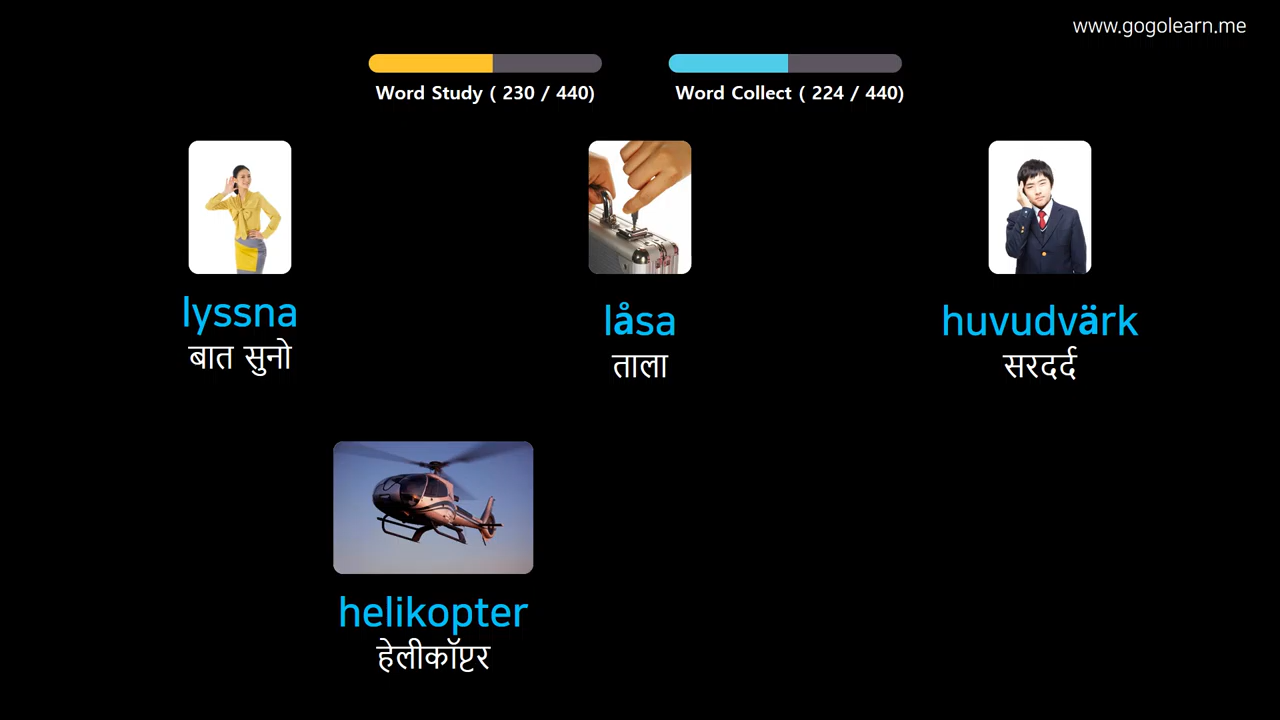 www.gogolearn.me
Word Study ( 230 / 440)
Word Collect ( 224 / 440)
lyssna
बात सुनो
låsa
ताला
huvudvärk
सरदर्द
helikopter
हेलीकॉप्टर